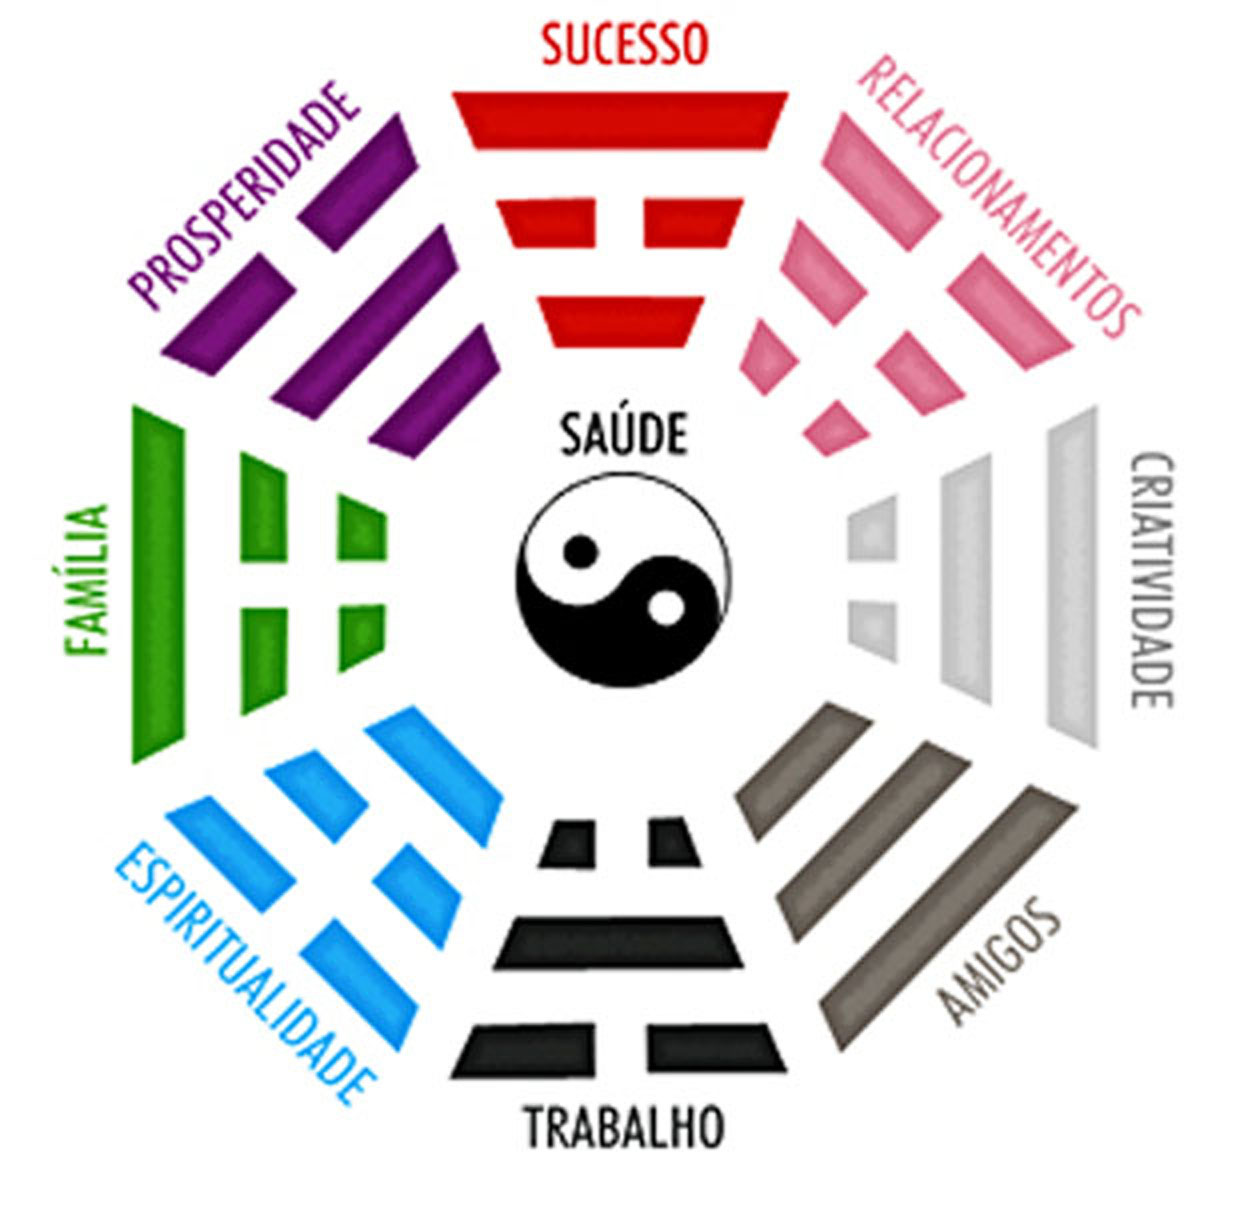 SUCESSO
RELACIONAMENTOS
PROSPERIDADE
SAÚDE
CRIATIVIDADE
FAMÍLIA
ESPIRITUALIDADE
AMIGOS
TRABALHO